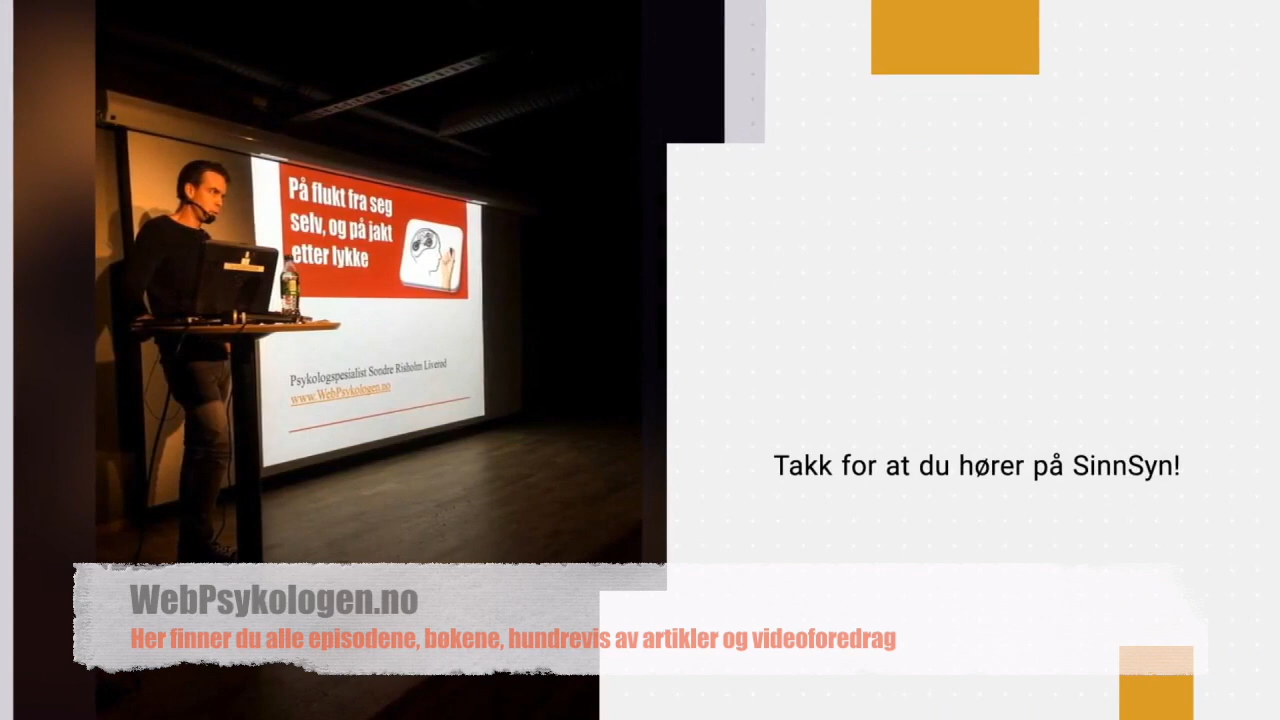 På flukt fra seg
selv, og på jakt
etter lykke
Psykologspesialist Sondre Risholm Liverød
www.WebPsykologen.no
Takk for at du hører på SinnSyn!
WebPsykologen.no
Her finner du alle episodene, bøkene, hundrevis av artikler og videoforedrag